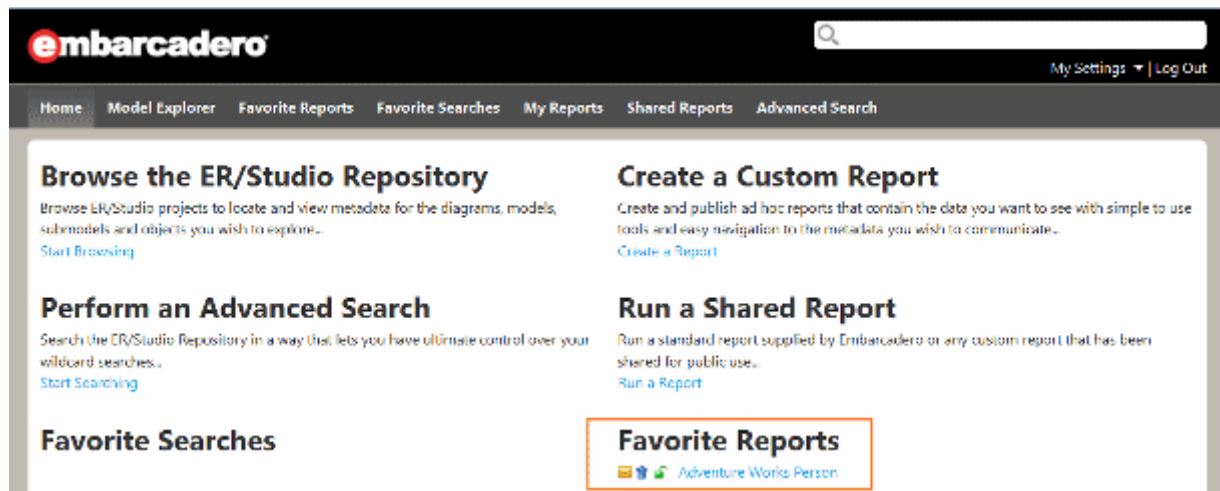 embarcadero
My Settings | Log Out
Home Model Explorer Favorite Reports Favorite Searches My Reports Shared Reports Advanced Search
Browse the ER/Studio Repository
Browse ER/Studio projects to locate and view metadata for the diagrams, models,
submodels and objects you wish to explore...
Start Browsing
Create a Custom Report
Create and publish ad hoc reports that contain the data you want to see with simple to use
tools and easy navigation to the metadata you wish to communicate...
Create a Report
Perform an Advanced Search
Search the ER/Studio Repository in a way that lets you have ultimate control over your
wildcard searches...
Start Searching
Run a Shared Report
Run a standard report supplied by Embarcadero or any custom report that has been
shared for public use...
Run a Report
Favorite Searches
Favorite Reports
Adventure Works Person